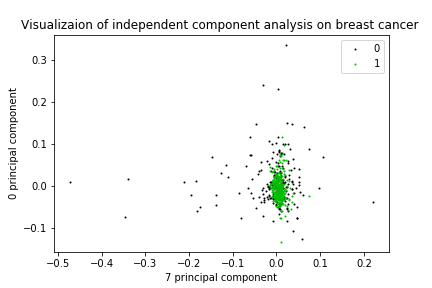 Visualizaion of independent component analysis on breast cancer
0
1
0.3
0.2
0.1
0.0
−0.1
0 principal component
−0.5 −0.4 −0.3 −0.2 −0.1 0.0 0.1 0.2
7 principal component